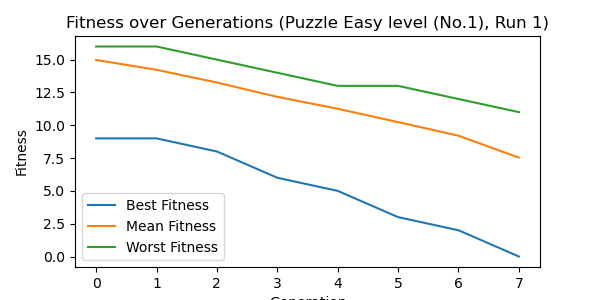 Fitness over Generations (Puzzle Easy level (No.1), Run 1)
15.0
12.5
10.0
7.5
5.0
2.5
0.0
Fitness
Best Fitness
Mean Fitness
Worst Fitness
0 1 2 3 4 5 6 7
Generation